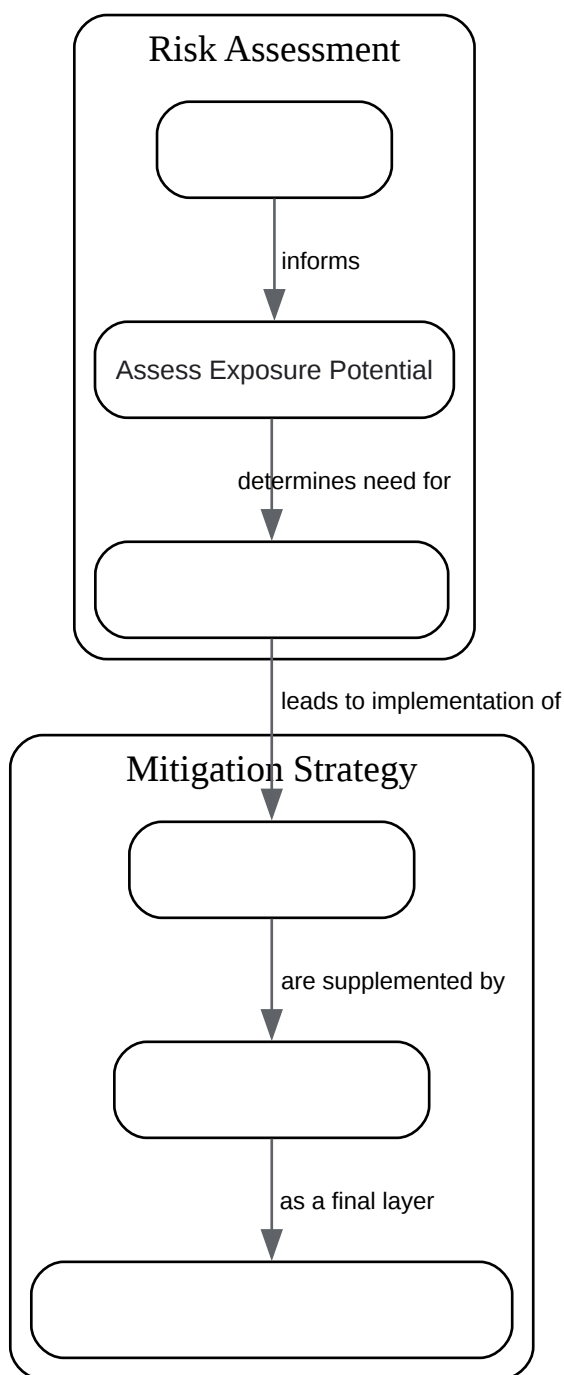 Risk Assessment
informs
Assess Exposure Potential
determines need for
leads to implementation of
Mitigation Strategy
are supplemented by
as a final layer